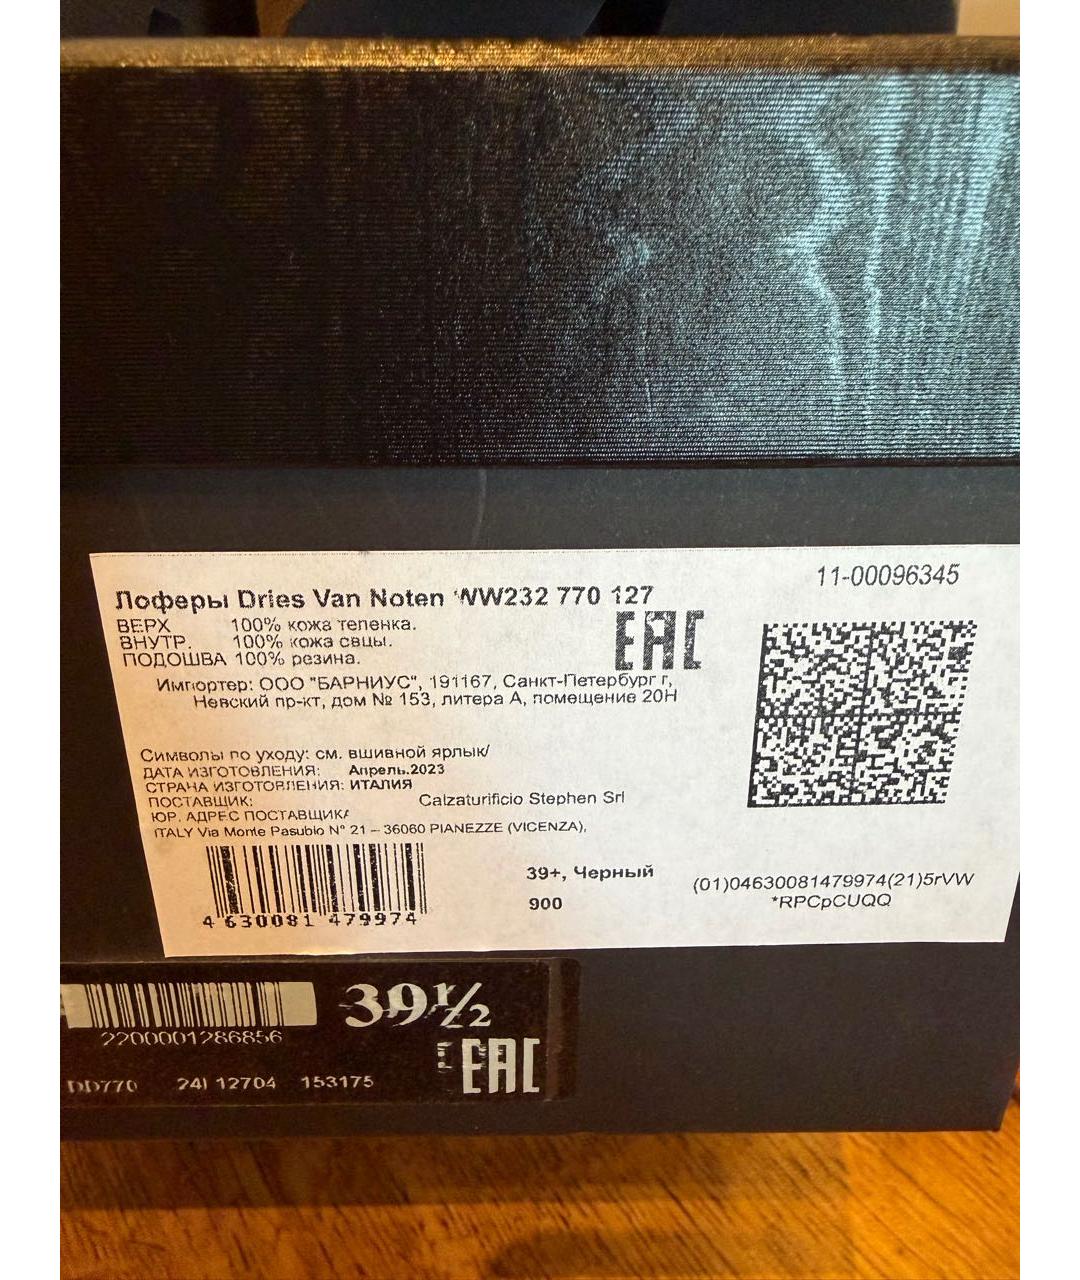 11-00096345
Лоферы Dries Van Noten WW232 770 127
ВЕРХ 100% кожа теленка.
ВНУТР. 100% кожа овцы.
ПОДОШВА 100% резина.
EAC
Импортер: ООО "БАРНИУС", 191167, Санкт-Петербург г,
Невский пр-кт, дом № 153, литера А, помещение 20Н
Символы по уходу: см. вшивной ярлык/
ДАТА ИЗГОТОВЛЕНИЯ: Апрель.2023
СТРАНА ИЗГОТОВЛЕНИЯ: ИТАЛИЯ
ПОСТАВЩИК: Calzaturificio Stephen Srl
ЮР. АДРЕС ПОСТАВЩИКА
ITALY Via Monte Pasubio N° 21 – 36060 PIANEZZE (VICENZA),
39+, Черный
900
4 630081 479974
(01)04630081479974(21)5rVW
*RPCpCUQQ
39½
2200001286856
EAC
DD770 24I 12704 153175